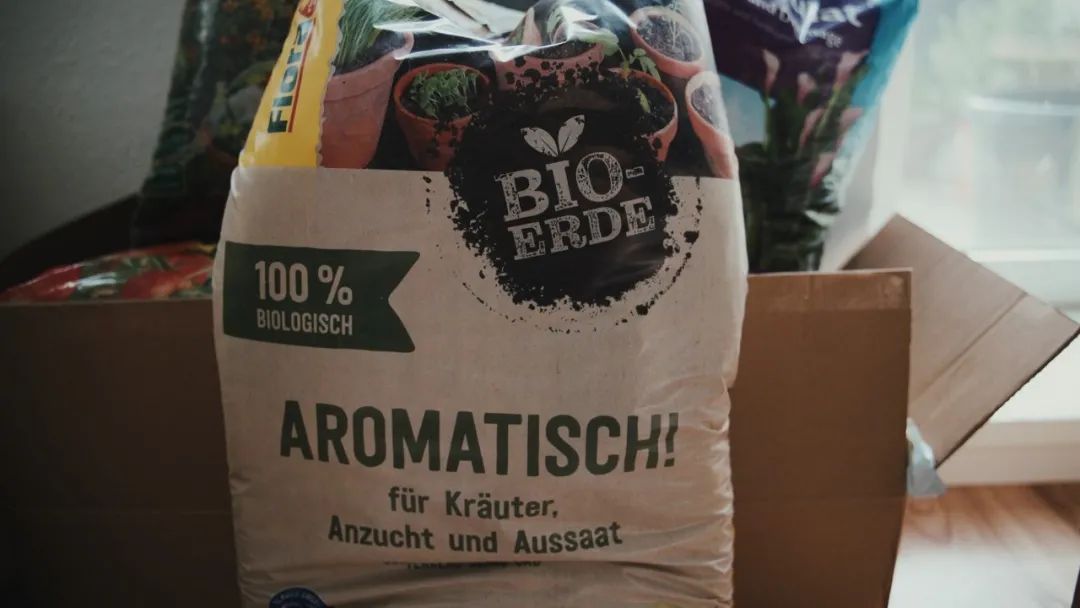 Flora
BIO-
ERDE
100 %
BIOLOGISCH
AROMATISCH!
für Kräuter,
Anzucht und Aussaat